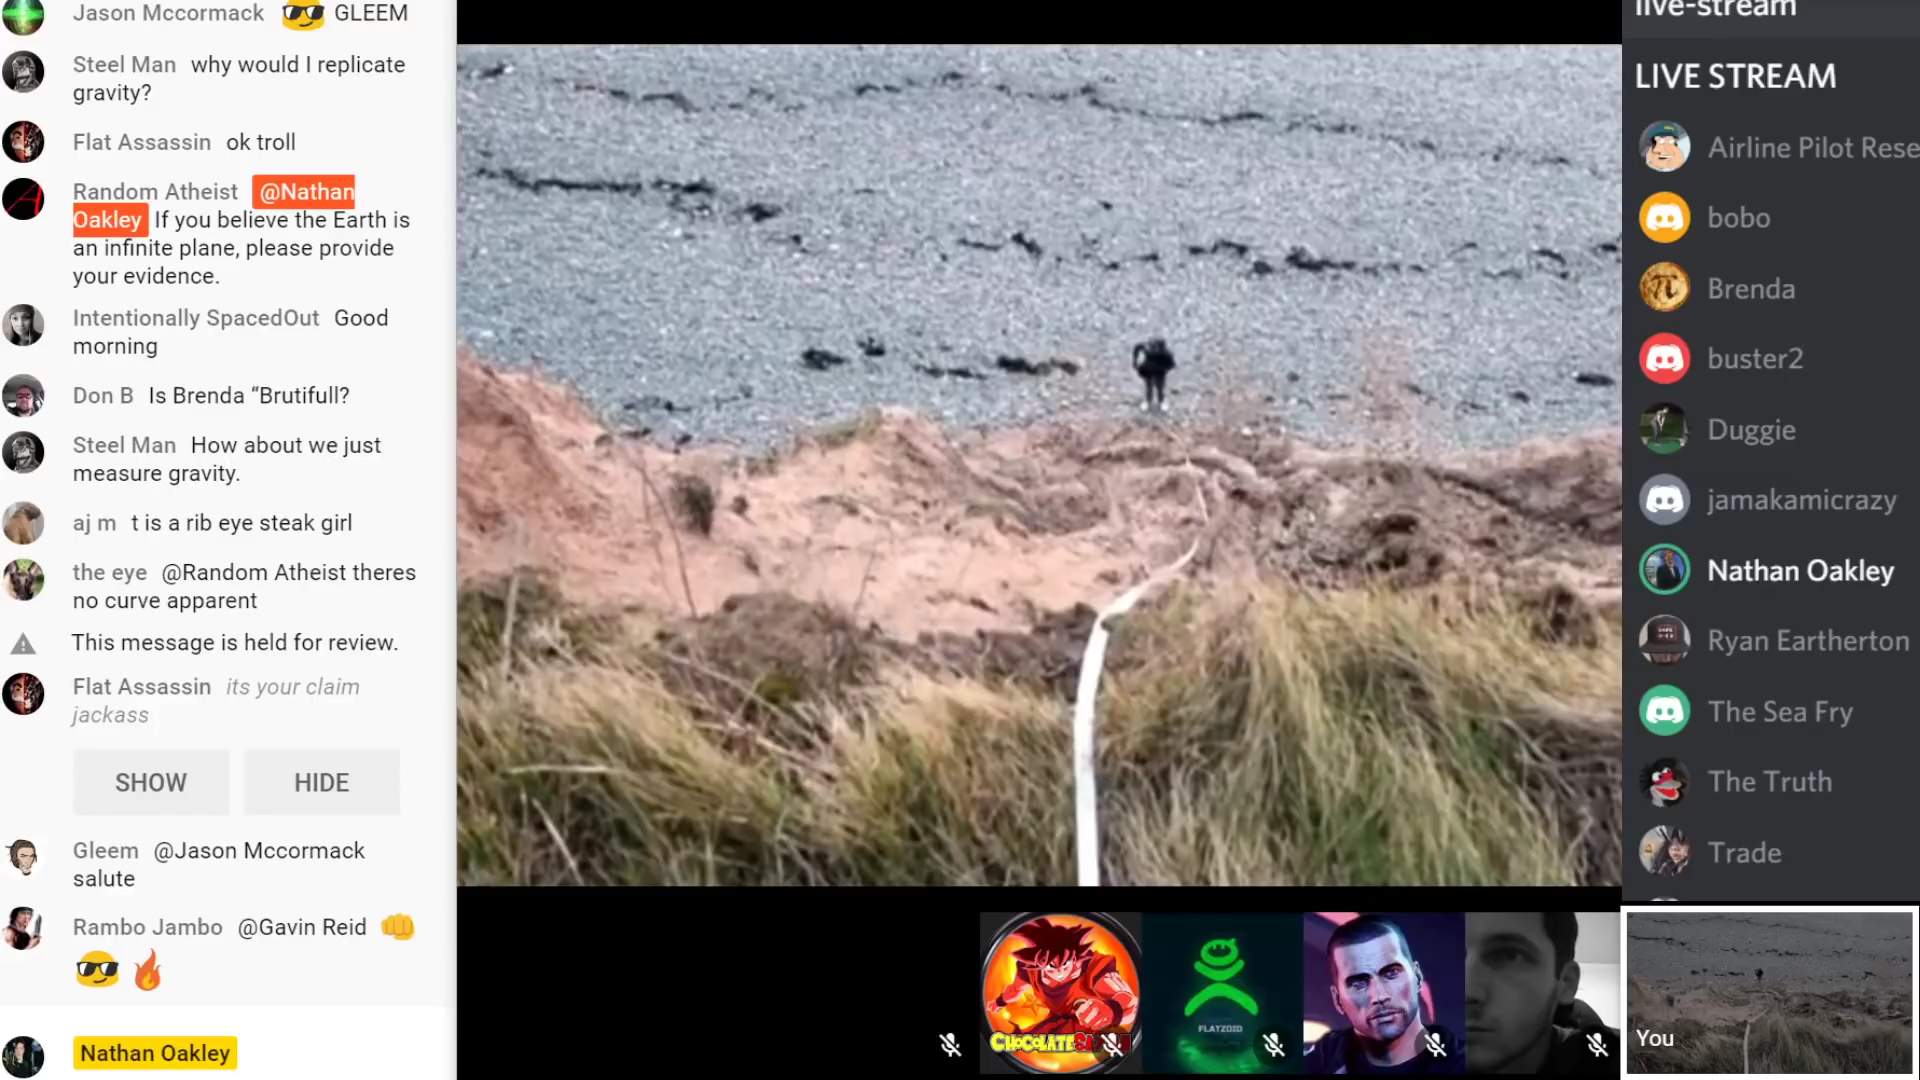 Jason Mccormack 😎 GLEEM
Steel Man why would I replicate
gravity?
Flat Assassin ok troll
Random Atheist @Nathan
Oakley If you believe the Earth is
an infinite plane, please provide
your evidence.
Intentionally SpacedOut Good
morning
Don B Is Brenda “Brutifull?
Steel Man How about we just
measure gravity.
aj m t is a rib eye steak girl
the eye @Random Atheist theres
no curve apparent
This message is held for review.
Flat Assassin its your claim
jackass
SHOW HIDE
Gleem @Jason Mccormack
salute
Rambo Jambo @Gavin Reid 👊
😎 🔥
Nathan Oakley
FLATZOID
You
live-stream
LIVE STREAM
Airline Pilot Rese
bobo
Brenda
buster2
Duggie
jamakamicrazy
Nathan Oakley
Ryan Eartherton
The Sea Fry
The Truth
Trade